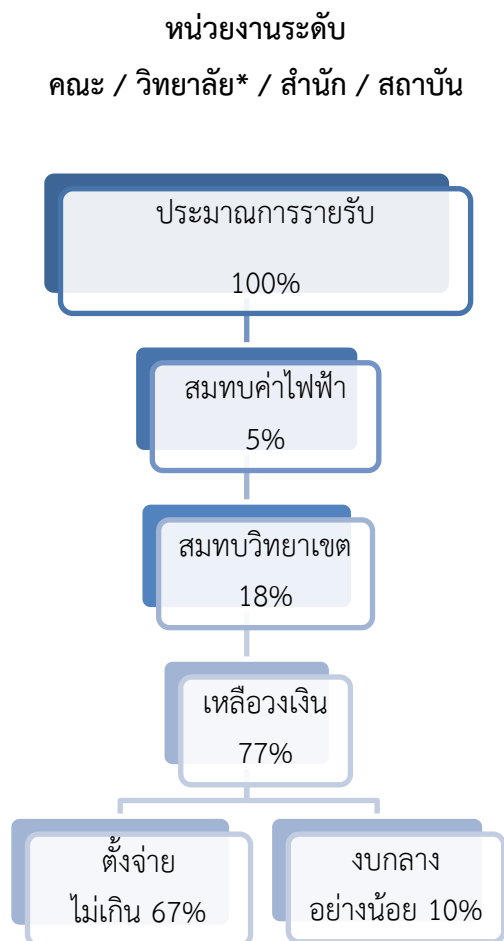 หน่วยงานระดับ
คณะ / วิทยาลัย* / สำนัก / สถาบัน
ประมาณการรายรับ
100%
สมทบค่าไฟฟ้า
5%
สมทบวิทยาเขต
18%
เหลือวงเงิน
77%
ตั้งจ่าย
ไม่เกิน 67%
งบกลาง
อย่างน้อย 10%